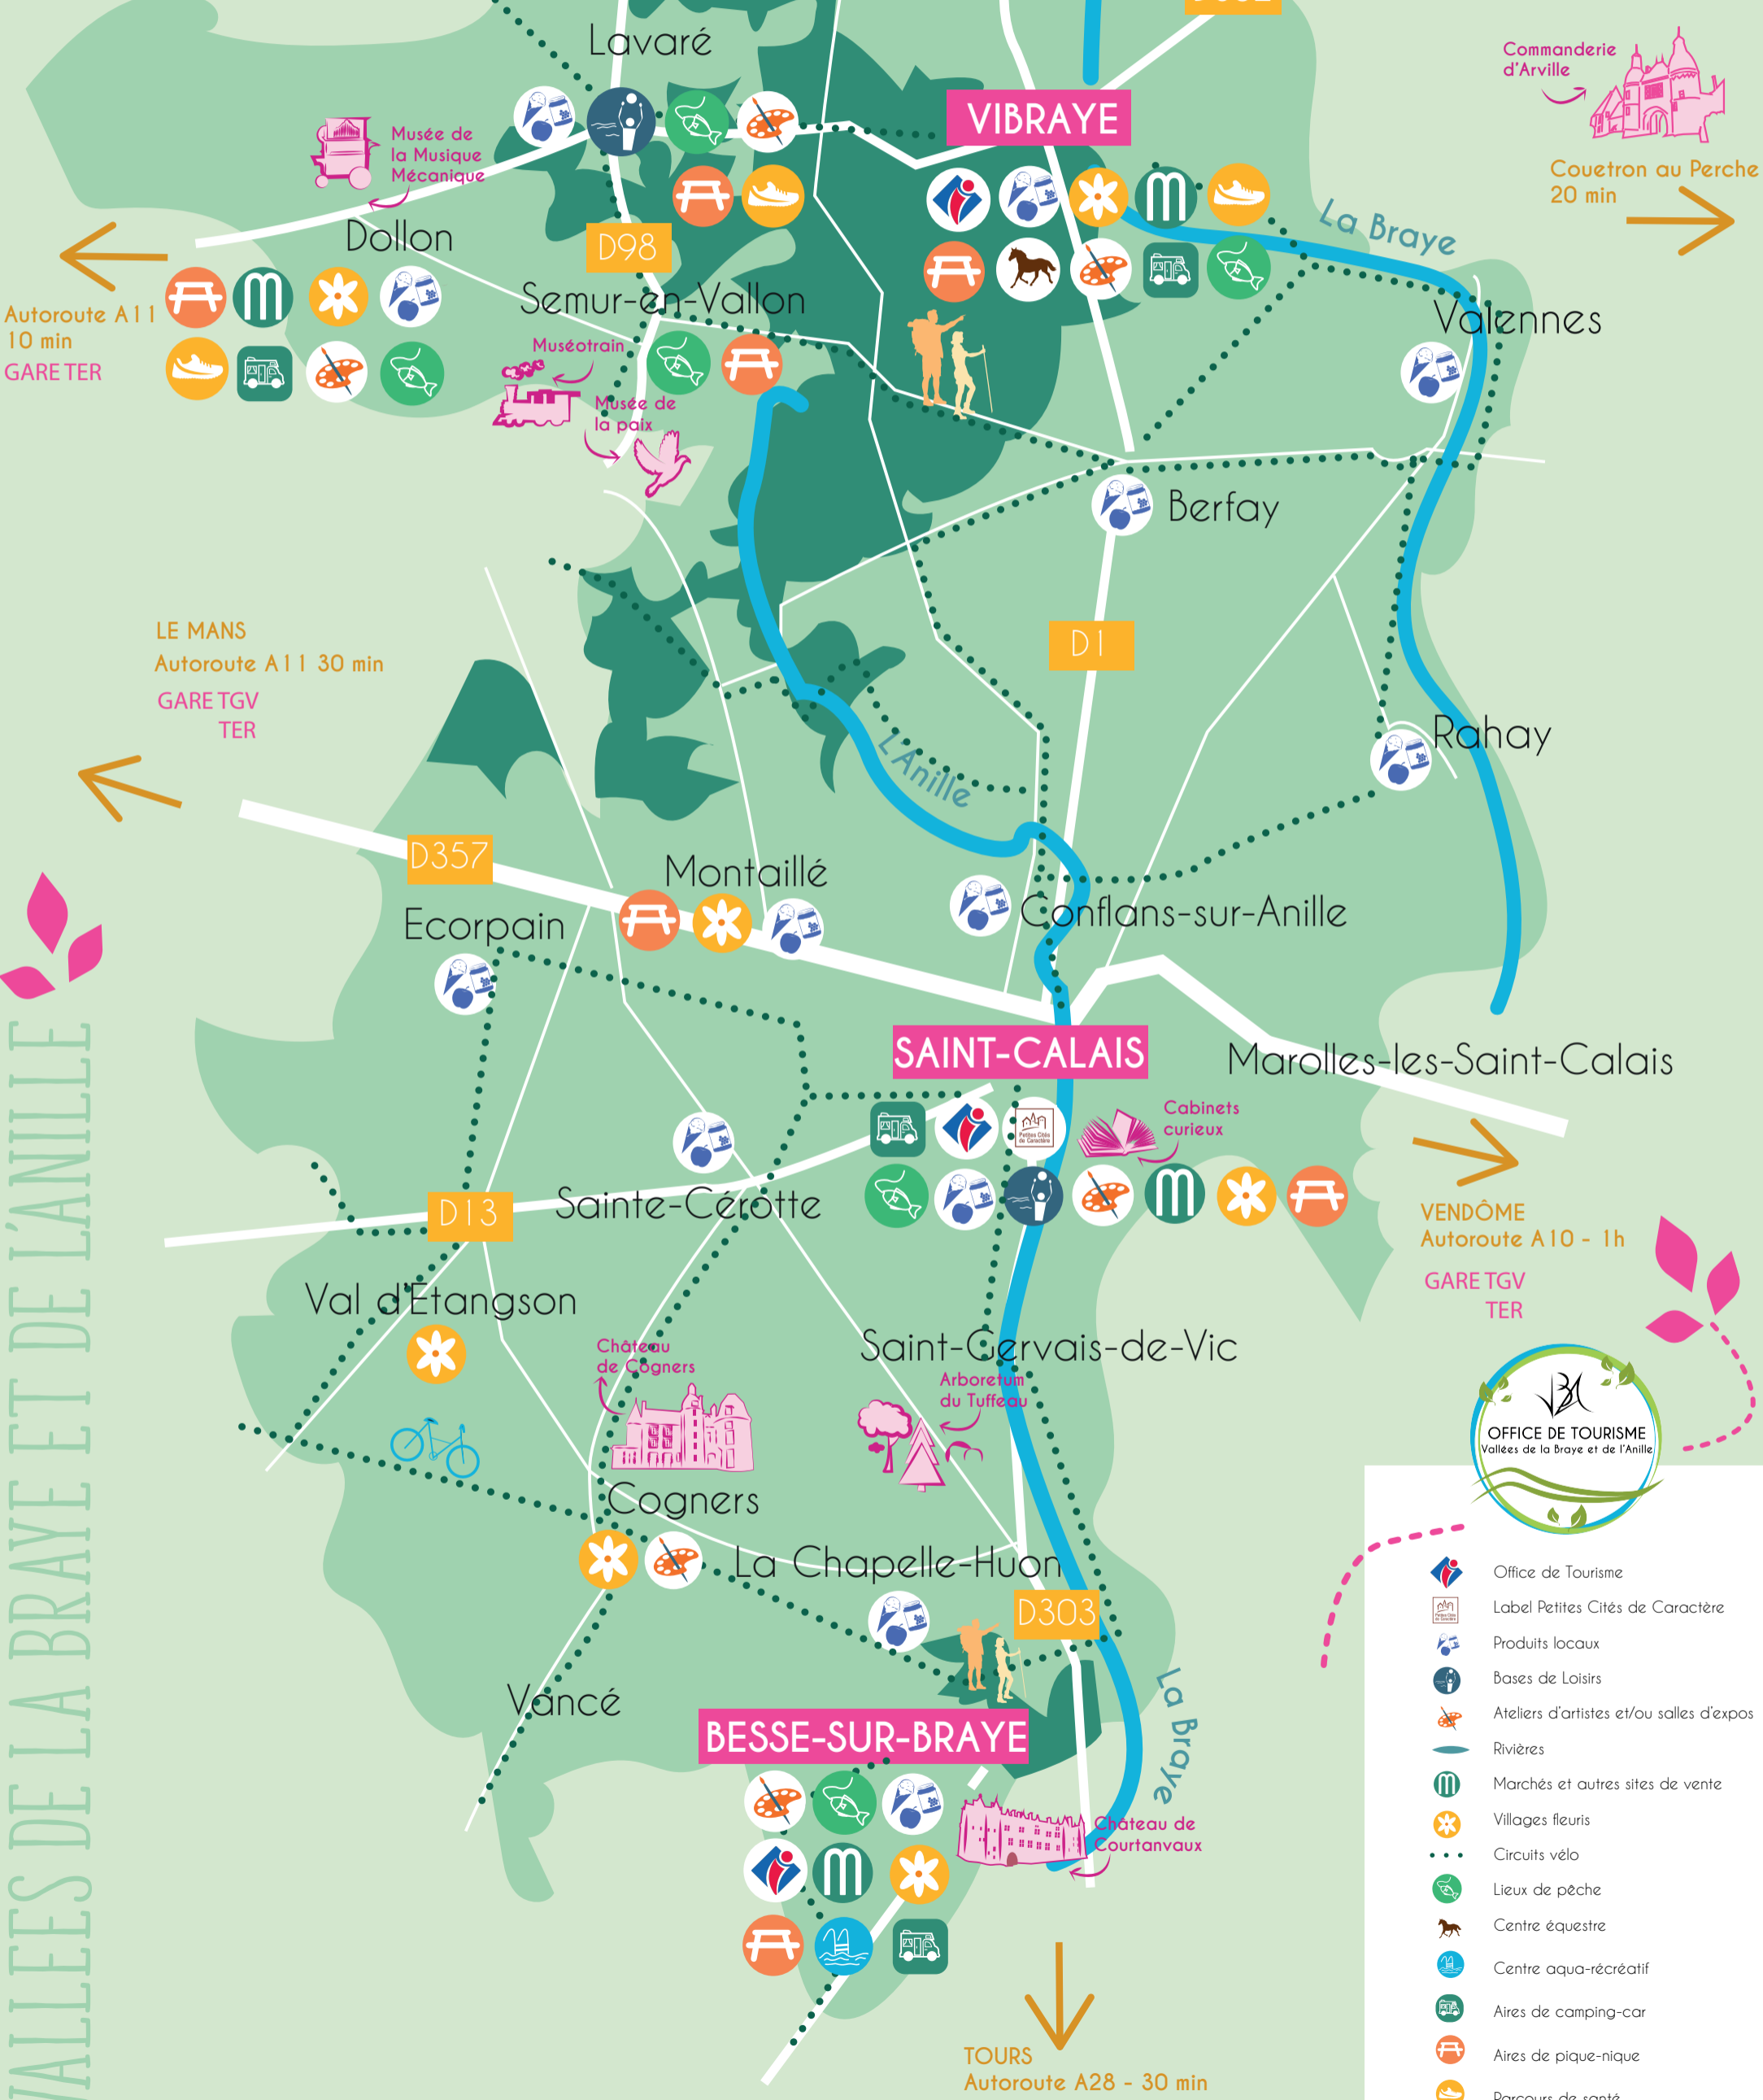 Lavaré
VIBRAYE
Commanderie
d'Arville
Couetron au Perche
20 min
Musée de
la Musique
Mécanique
Dollon
D98
La Braye
Autoroute A11
10 min
GARE TER
Semur-en-Vallon
Muséotrain
Musée de
la paix
Valennes
Berfay
LE MANS
Autoroute A11 30 min
GARE TGV
TER
D1
L'Anille
Rahay
D357
Montaillé
Ecorpain
Conflans-sur-Anille
SAINT-CALAIS
Marolles-les-Saint-Calais
Petites Cités
de Caractère
Cabinets
curieux
D13
Sainte-Cérotte
VENDÔME
Autoroute A10 - 1h
GARE TGV
TER
Val d'Etangson
Château
de Cogners
Saint-Gervais-de-Vic
Arboretum
du Tuffeau
Cogners
La Chapelle-Huon
D303
Vancé
BESSE-SUR-BRAYE
La Braye
Château de
Courtanvaux
TOURS
Autoroute A28 - 30 min
VALLEES DE LA BRAYE ET DE L'ANILLE
OFFICE DE TOURISME
Vallées de la Braye et de l'Anille
Office de Tourisme
Label Petites Cités de Caractère
Produits locaux
Bases de Loisirs
Ateliers d'artistes et/ou salles d'expos
Rivières
Marchés et autres sites de vente
Villages fleuris
Circuits vélo
Lieux de pêche
Centre équestre
Centre aqua-récréatif
Aires de camping-car
Aires de pique-nique
Parcours de santé